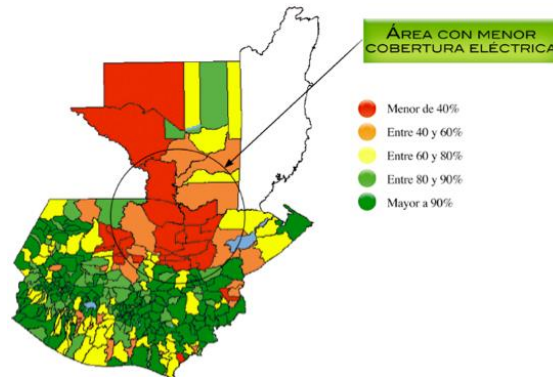 ÁREA CON MENOR
COBERTURA ELÉCTRICA
Menor de 40%
Entre 40 y 60%
Entre 60 y 80%
Entre 80 y 90%
Mayor a 90%